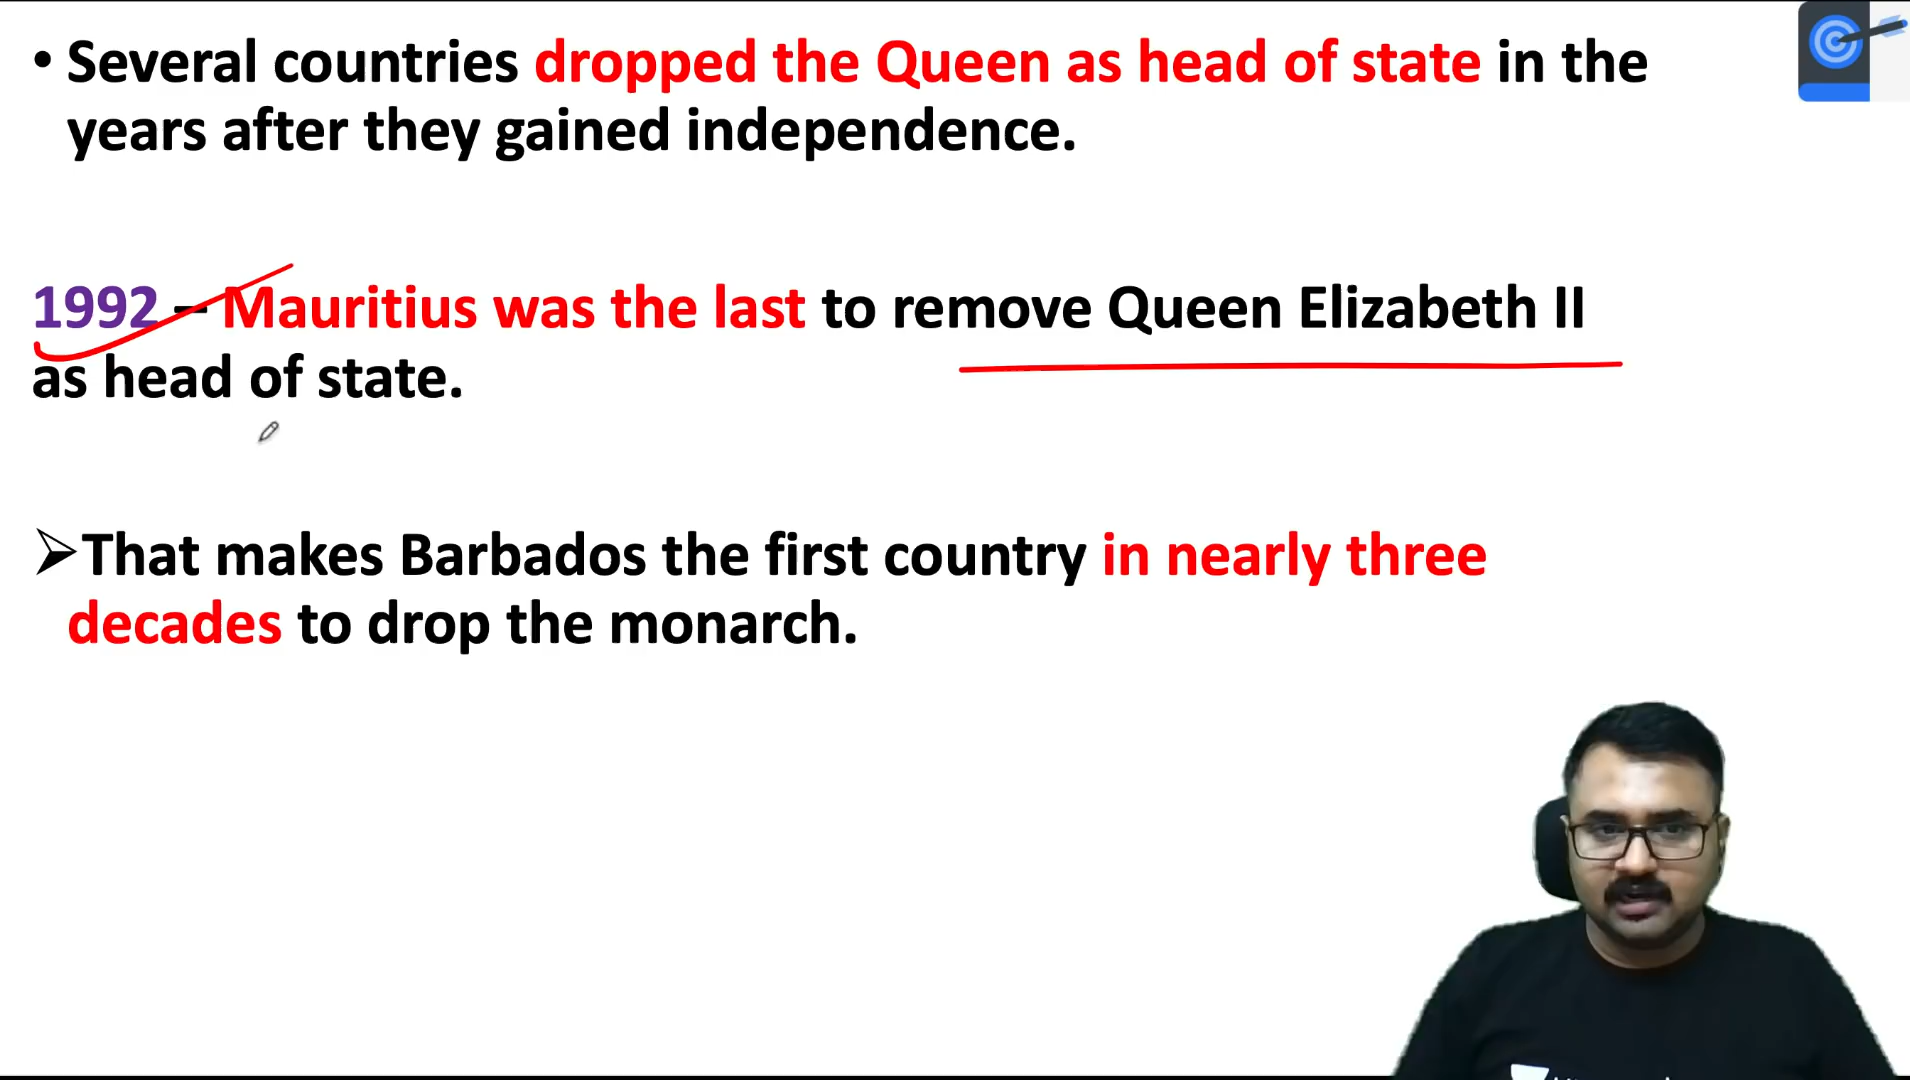 • Several countries dropped the Queen as head of state in the
years after they gained independence.
1992 – Mauritius was the last to remove Queen Elizabeth II
as head of state.
➢That makes Barbados the first country in nearly three
decades to drop the monarch.